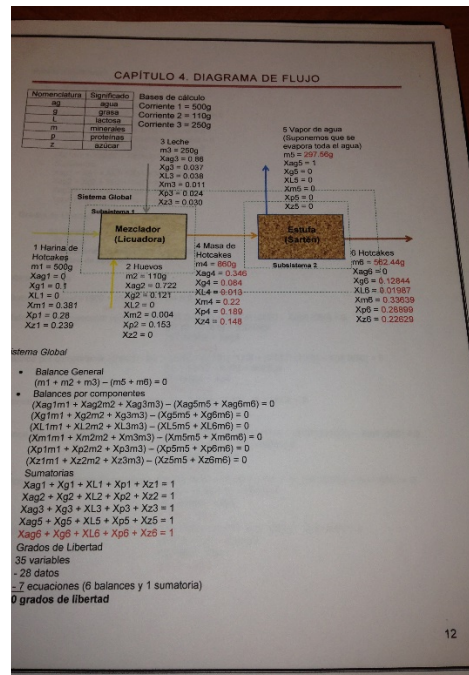 CAPÍTULO 4. DIAGRAMA DE FLUJO
Nomenclatura Significado
ag agua
g grasa
L lactosa
m minerales
p proteínas
z azúcar
Bases de cálculo
Corriente 1 = 500g
Corriente 2 = 110g
Corriente 3 = 250g
3 Leche
m3 = 250g
Xag3 = 0.88
Xg3 = 0.037
XL3 = 0.038
Xm3 = 0.011
Xp3 = 0.024
Xz3 = 0.030
5 Vapor de agua
(Suponemos que se
evapora toda el agua)
m5 = 297.56g
Xag5 = 1
Xg5 = 0
XL5 = 0
Xm5 = 0
Xp5 = 0
Xz5 = 0
Sistema Global
Subsistema 1
Mezclador
(Licuadora)
Estufa
(Sartén)
Subsistema 2
1 Harina de
Hotcakes
m1 = 500g
Xag1 = 0
Xg1 = 0.1
XL1 = 0
Xm1 = 0.381
Xp1 = 0.28
Xz1 = 0.239
2 Huevos
m2 = 110g
Xag2 = 0.722
Xg2 = 0.121
XL2 = 0
Xm2 = 0.004
Xp2 = 0.153
Xz2 = 0
4 Masa de
Hotcakes
m4 = 860g
Xag4 = 0.346
Xg4 = 0.084
XL4 = 0.013
Xm4 = 0.22
Xp4 = 0.189
Xz4 = 0.148
6 Hotcakes
m6 = 562.44g
Xag6 = 0
Xg6 = 0.12844
XL6 = 0.01987
Xm6 = 0.33639
Xp6 = 0.28899
Xz6 = 0.22629
istema Global
• Balance General
(m1 + m2 + m3) – (m5 + m6) = 0
• Balances por componentes
(Xag1m1 + Xag2m2 + Xag3m3) – (Xag5m5 + Xag6m6) = 0
(Xg1m1 + Xg2m2 + Xg3m3) – (Xg5m5 + Xg6m6) = 0
(XL1m1 + XL2m2 + XL3m3) – (XL5m5 + XL6m6) = 0
(Xm1m1 + Xm2m2 + Xm3m3) – (Xm5m5 + Xm6m6) = 0
(Xp1m1 + Xp2m2 + Xp3m3) – (Xp5m5 + Xp6m6) = 0
(Xz1m1 + Xz2m2 + Xz3m3) – (Xz5m5 + Xz6m6) = 0
Sumatorias
Xag1 + Xg1 + XL1 + Xp1 + Xz1 = 1
Xag2 + Xg2 + XL2 + Xp2 + Xz2 = 1
Xag3 + Xg3 + XL3 + Xp3 + Xz3 = 1
Xag5 + Xg5 + XL5 + Xp5 + Xz5 = 1
Xag6 + Xg6 + XL6 + Xp6 + Xz6 = 1
Grados de Libertad
35 variables
- 28 datos
- 7 ecuaciones (6 balances y 1 sumatoria)
0 grados de libertad
12